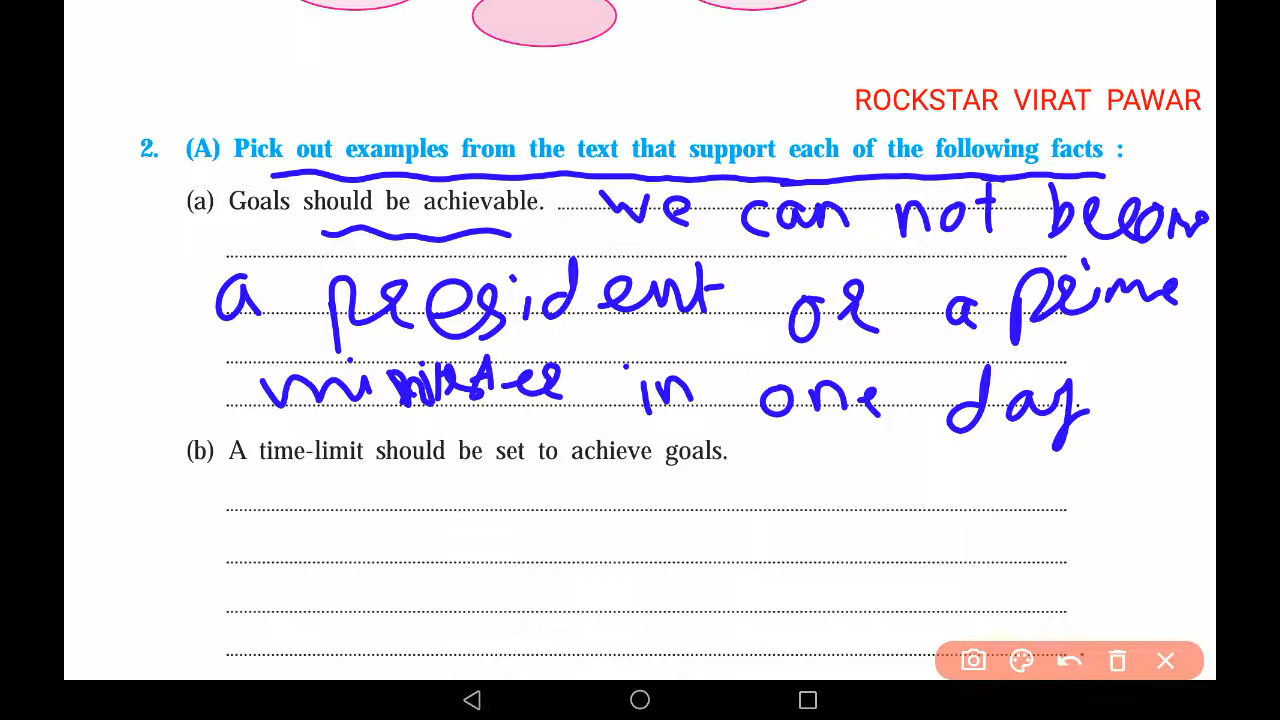 ROCKSTAR VIRAT PAWAR
2. (A) Pick out examples from the text that support each of the following facts :
(a) Goals should be achievable. we can not become
a president or a prime
minister in one day
(b) A time-limit should be set to achieve goals.